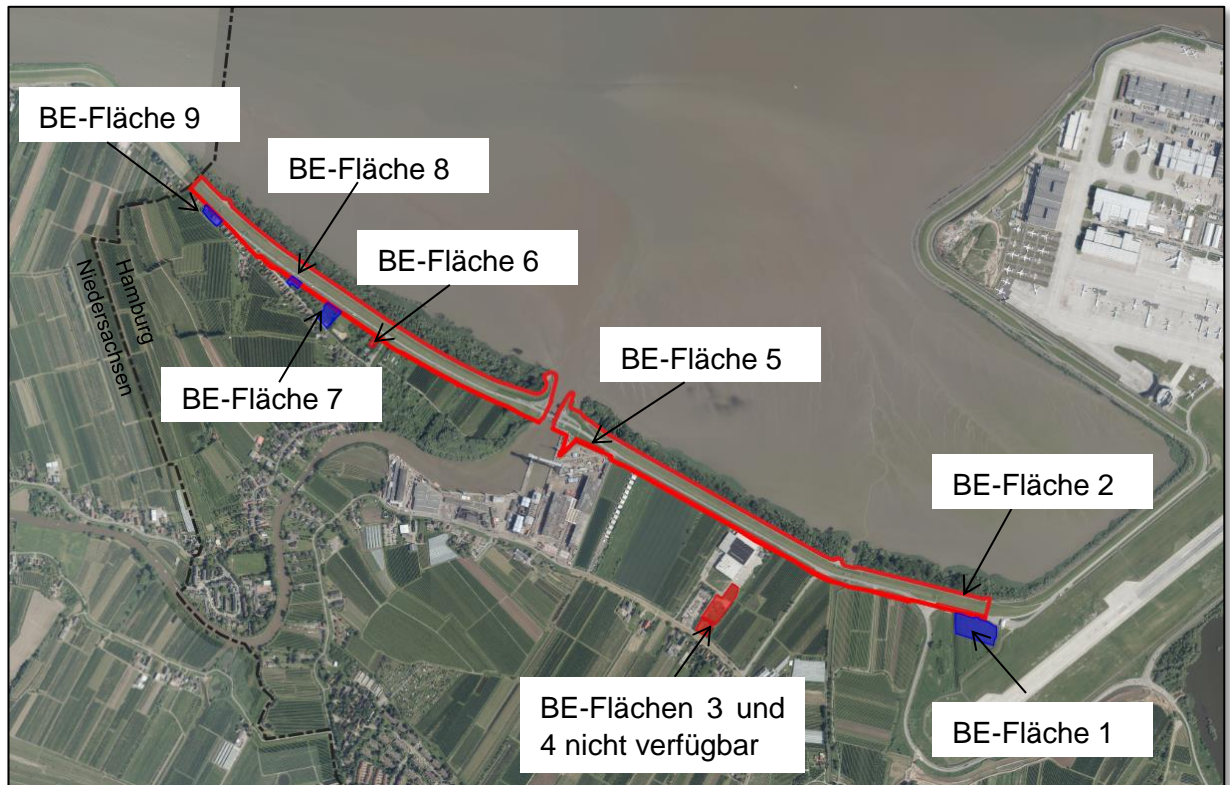 BE-Fläche 9
BE-Fläche 8
BE-Fläche 6
Hamburg
Niedersachsen
BE-Fläche 5
BE-Fläche 7
BE-Fläche 2
BE-Flächen 3 und
4 nicht verfügbar
BE-Fläche 1